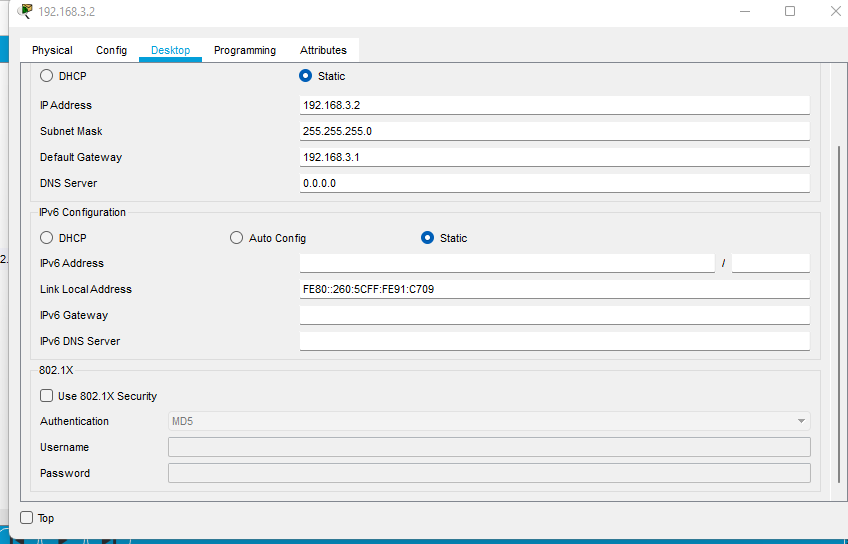 192.168.3.2
Physical Config Desktop Programming Attributes
DHCP Static
IP Address 192.168.3.2
Subnet Mask 255.255.255.0
Default Gateway 192.168.3.1
DNS Server 0.0.0.0
IPv6 Configuration
DHCP Auto Config Static
IPv6 Address /
Link Local Address FE80::260:5CFF:FE91:C709
IPv6 Gateway
IPv6 DNS Server
802.1X
Use 802.1X Security
Authentication MD5
Username
Password
Top
2.